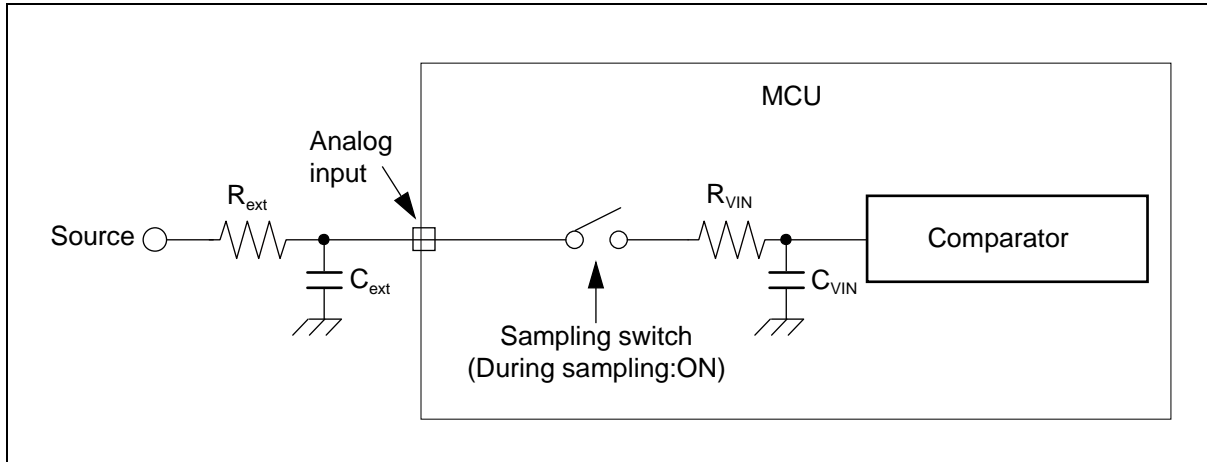 MCU
Analog
input
R_ext
R_VIN
Source
Comparator
C_ext
C_VIN
Sampling switch
(During sampling:ON)